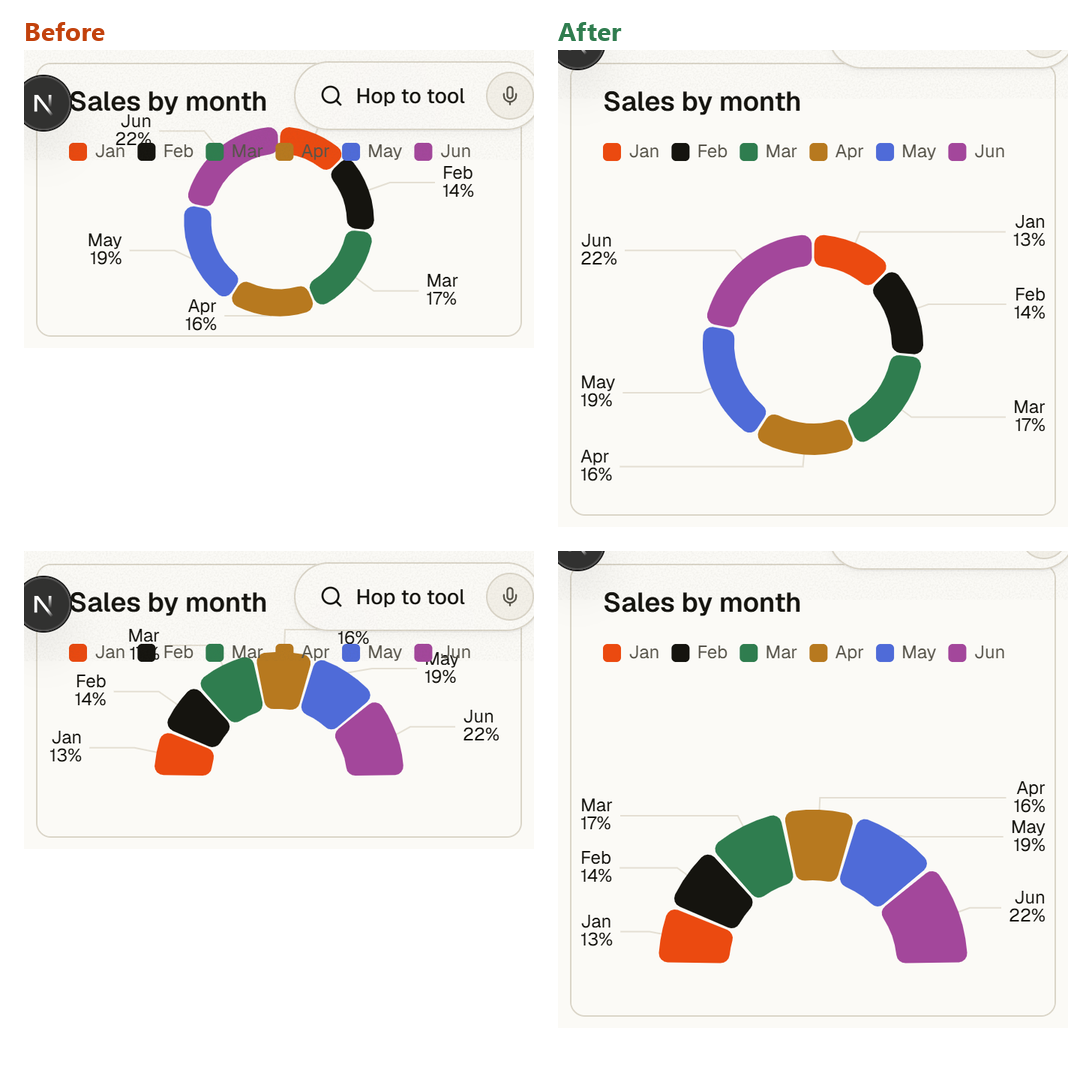 Before
After
N
Sales by month
Hop to tool
Jun
22%
Jan
Feb
Mar
Apr
May
Jun
Feb
14%
May
19%
Mar
17%
Apr
16%
Sales by month
Jan
Feb
Mar
Apr
May
Jun
Jan
13%
Jun
22%
Feb
14%
May
19%
Mar
17%
Apr
16%
N
Sales by month
Hop to tool
Mar
16%
Jan
Feb
Mar
Apr
May
Jun
May
19%
Feb
14%
Jun
22%
Jan
13%
Sales by month
Jan
Feb
Mar
Apr
May
Jun
Apr
16%
Mar
17%
May
19%
Feb
14%
Jun
22%
Jan
13%